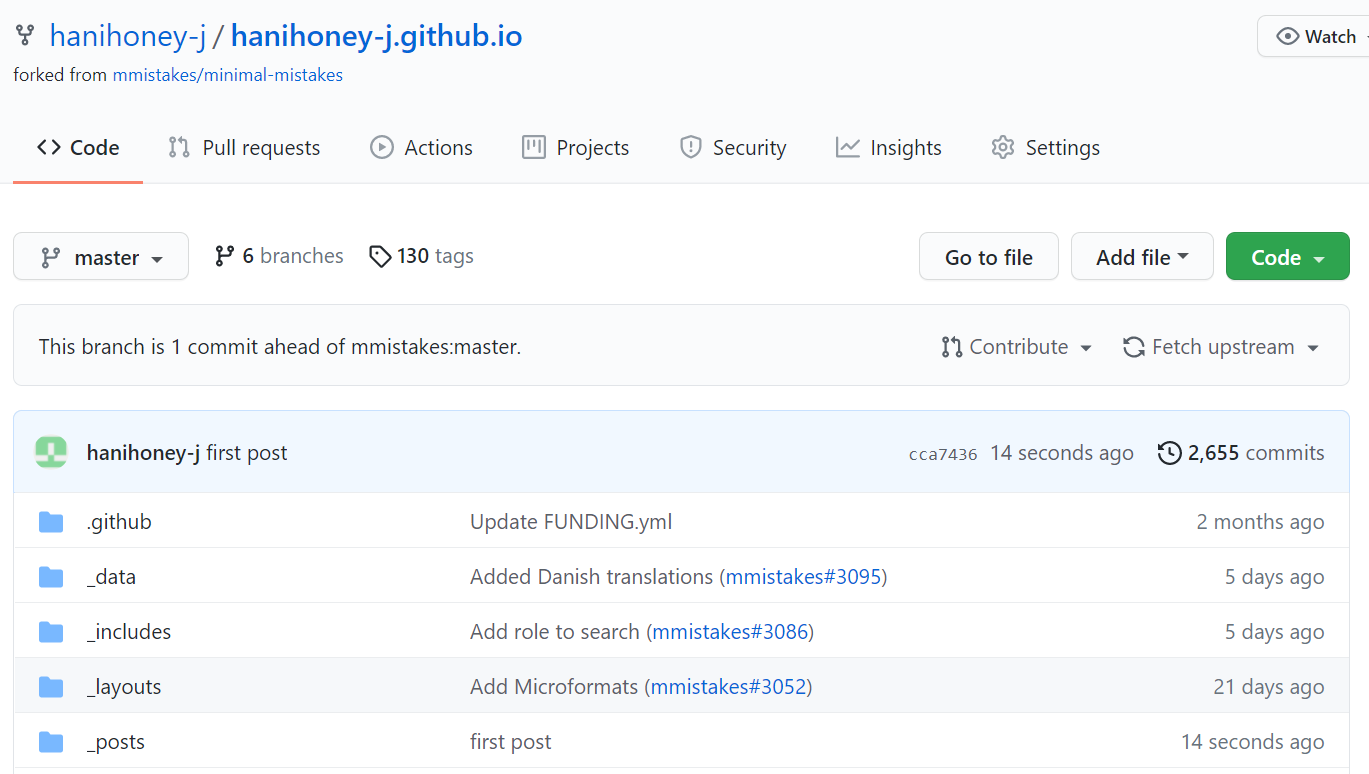 hanihoney-j / hanihoney-j.github.io Watch
forked from mmistakes/minimal-mistakes
Code Pull requests Actions Projects Security Insights Settings
master 6 branches 130 tags Go to file Add file Code
This branch is 1 commit ahead of mmistakes:master. Contribute Fetch upstream
hanihoney-j first post cca7436 14 seconds ago 2,655 commits
.github Update FUNDING.yml 2 months ago
_data Added Danish translations (mmistakes#3095) 5 days ago
_includes Add role to search (mmistakes#3086) 5 days ago
_layouts Add Microformats (mmistakes#3052) 21 days ago
_posts first post 14 seconds ago